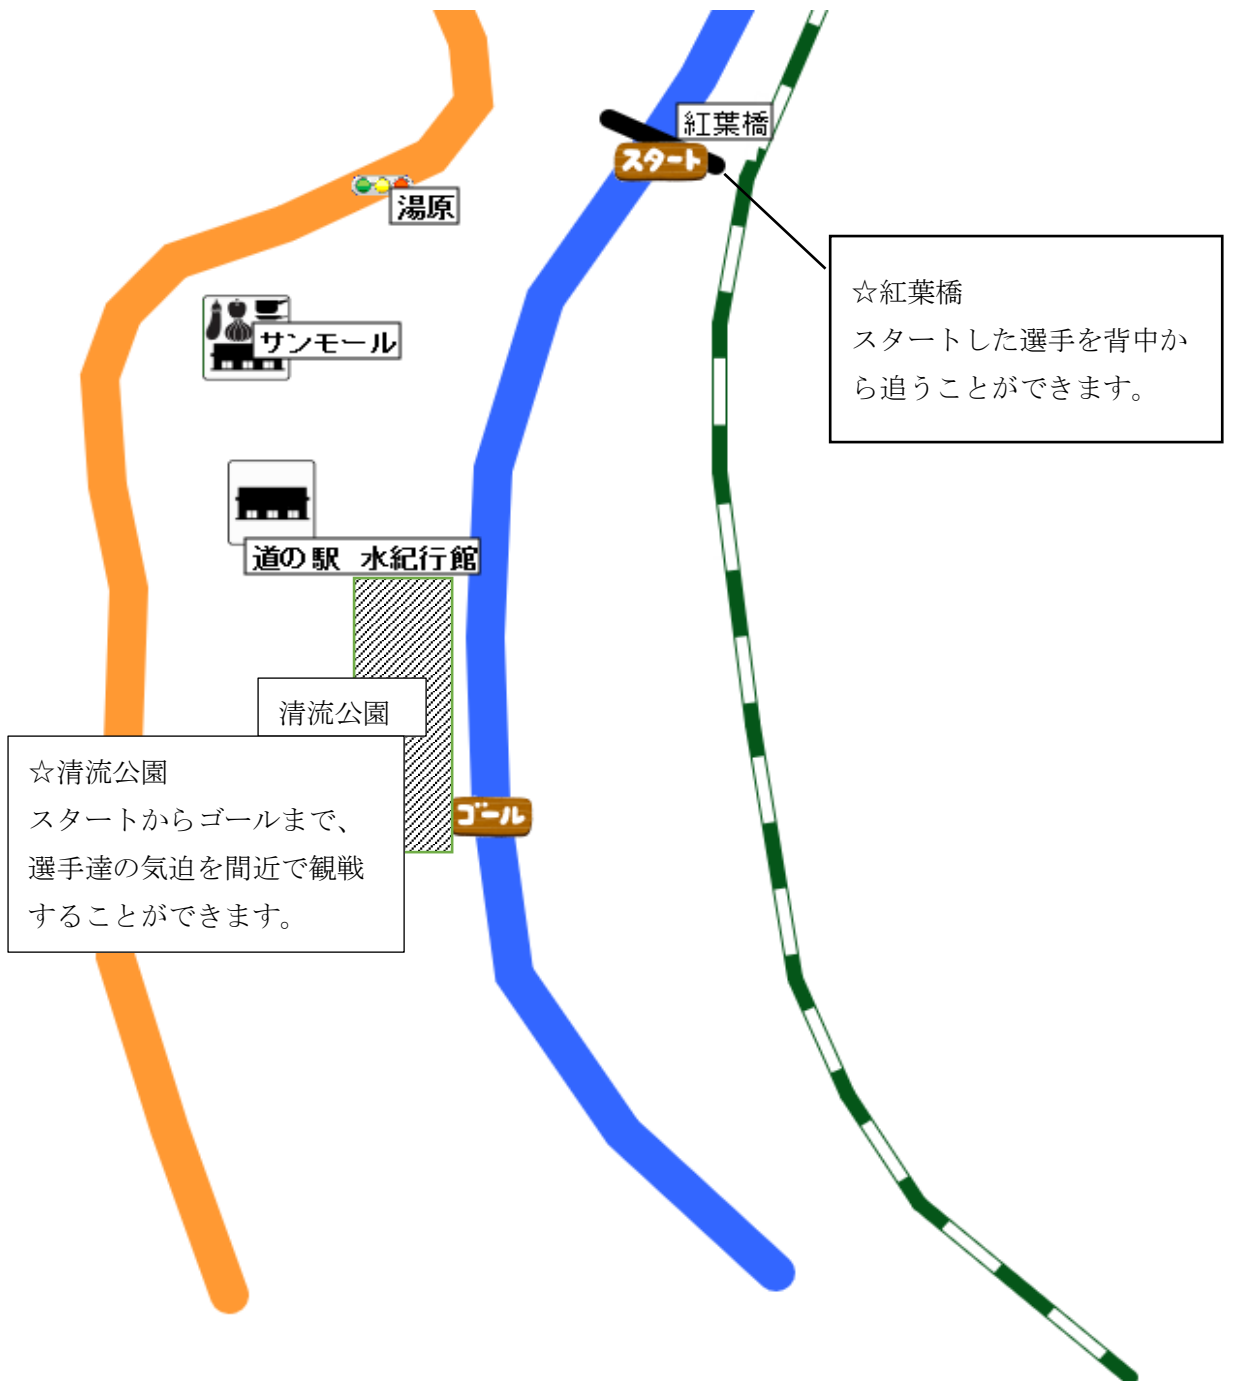 紅葉橋
スタート
湯原
☆紅葉橋
スタートした選手を背中か
ら追うことができます。
サンモール
道の駅 水紀行館
清流公園
☆清流公園
スタートからゴールまで、
選手達の気迫を間近で観戦
することができます。
ゴール